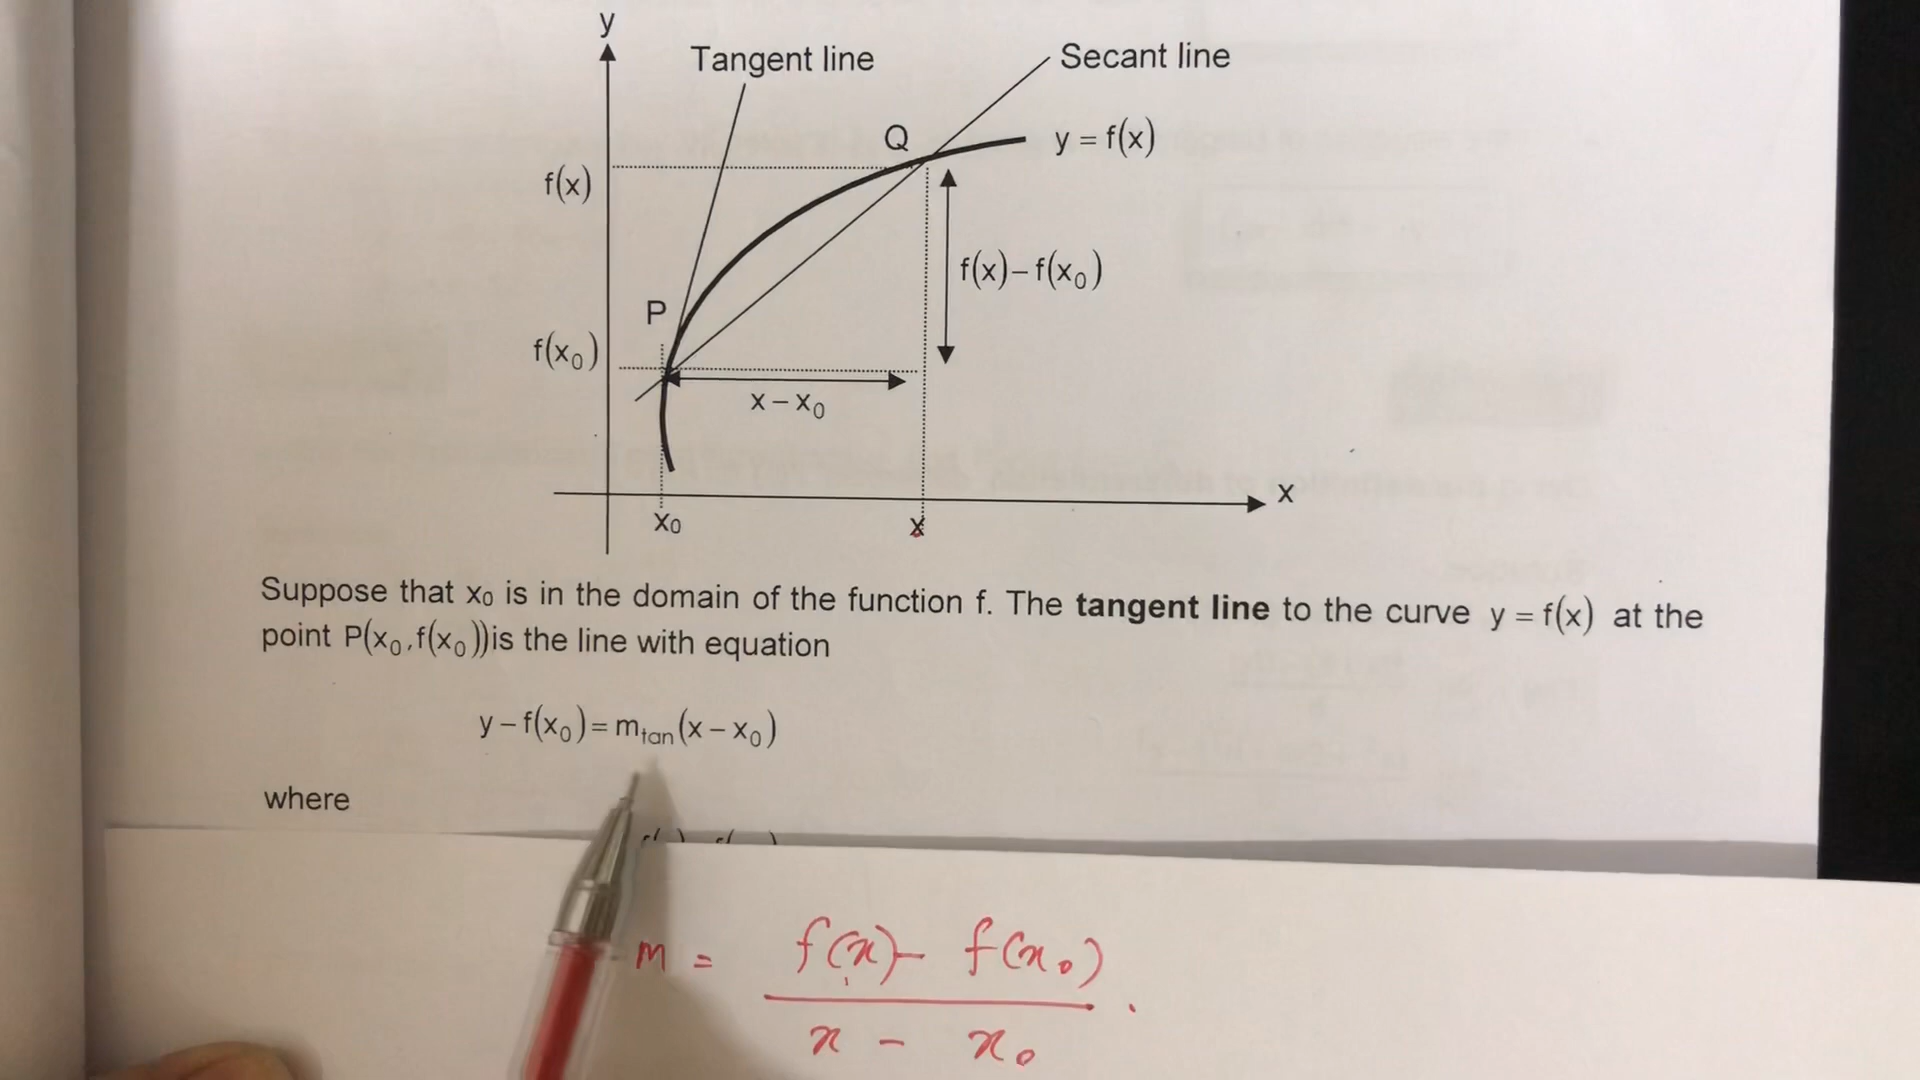 y
Tangent line
Secant line
Q
y = f(x)
f(x)
f(x) – f(x₀)
P
f(x₀)
x – x₀
x
x₀
x
Suppose that x₀ is in the domain of the function f. The tangent line to the curve y = f(x) at the
point P(x₀, f(x₀)) is the line with equation
y – f(x₀) = mₜₐₙ (x – x₀)
where
m = f(x) - f(x₀)
x - x₀